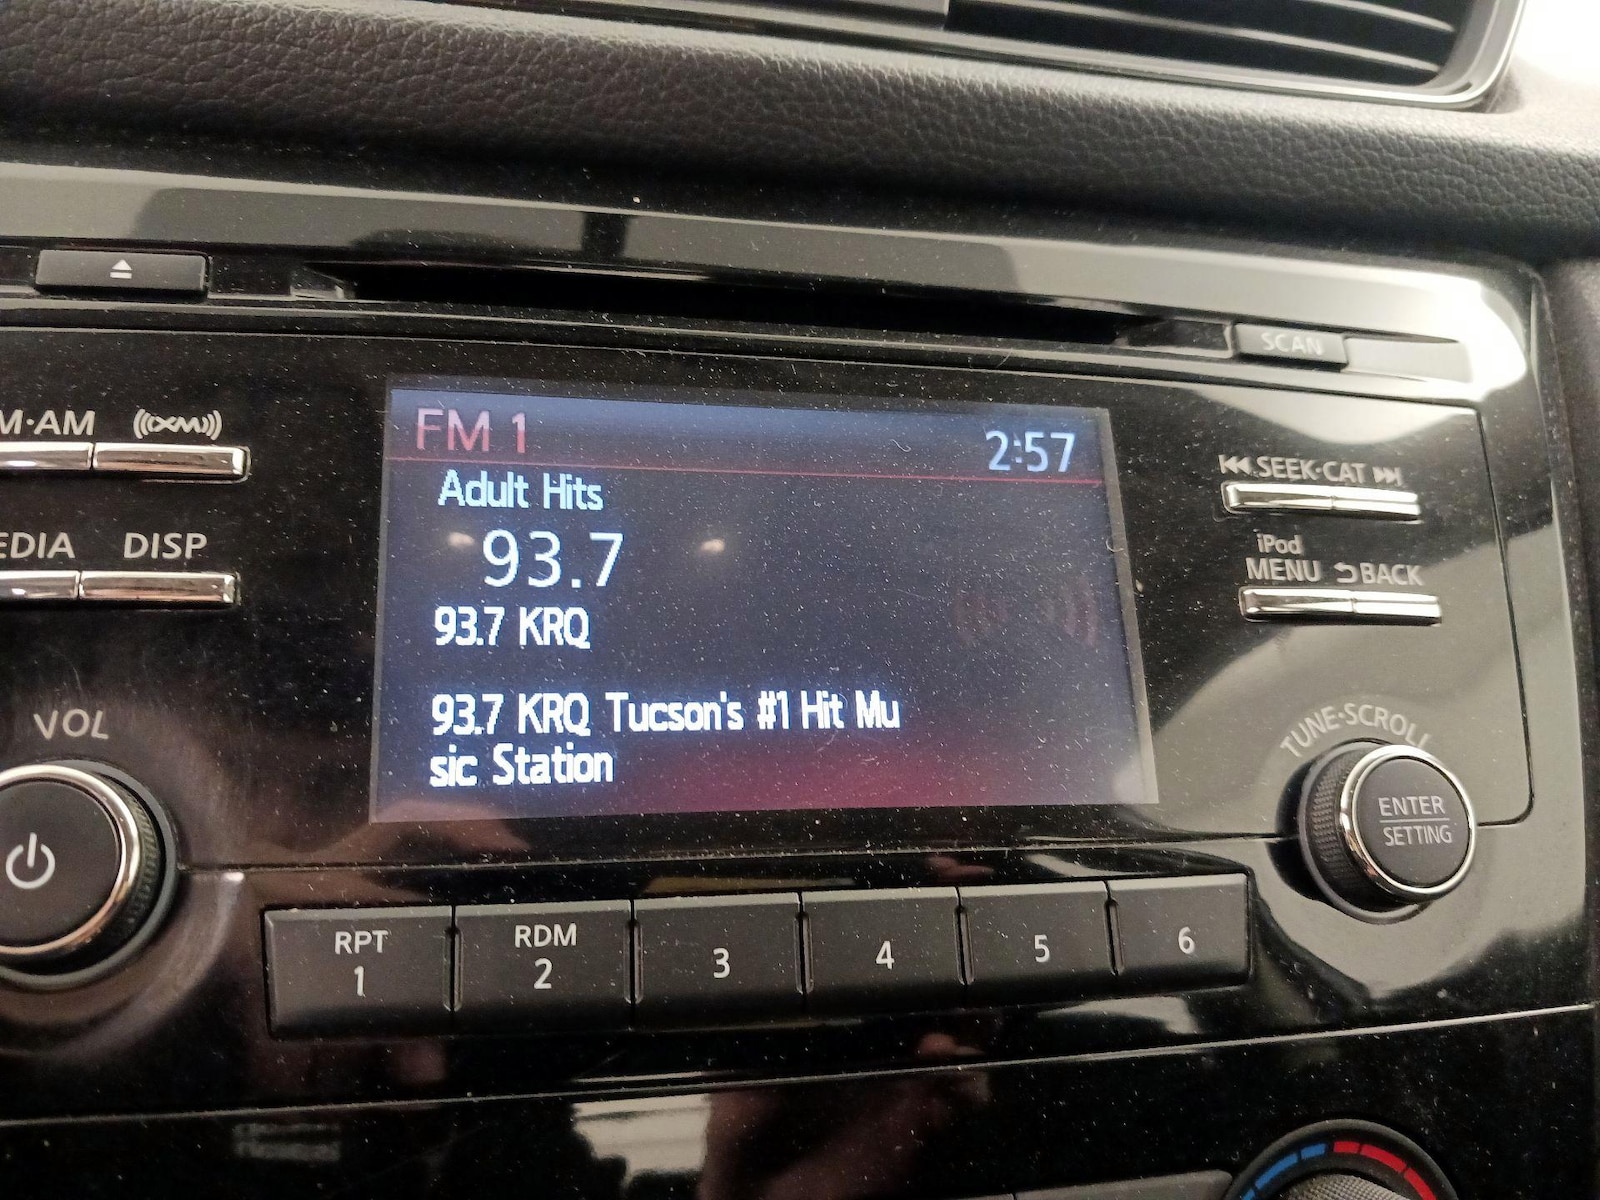 SCAN
M·AM XM
FM 1 2:57
SEEK·CAT
Adult Hits
EDIA DISP
93.7
iPod
MENU BACK
93.7 KRQ
93.7 KRQ Tucson's #1 Hit Mu
sic Station
VOL
TUNE·SCROLL
ENTER
SETTING
RPT
1
RDM
2
3
4
5
6